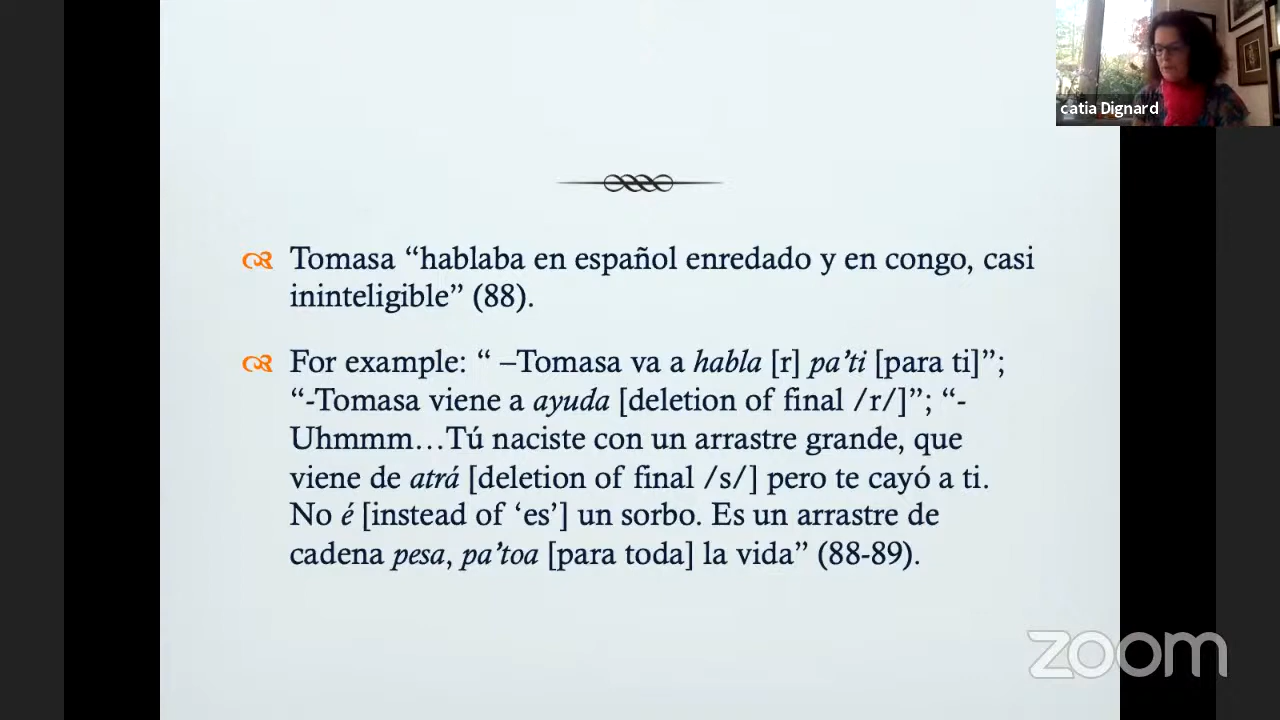 catia Dignard
Tomasa “hablaba en español enredado y en congo, casi
ininteligible” (88).
For example: “ –Tomasa va a habla [r] pa’ti [para ti]”;
“-Tomasa viene a ayuda [deletion of final /r/]”; “-
Uhmmm…Tú naciste con un arrastre grande, que
viene de atrá [deletion of final /s/] pero te cayó a ti.
No é [instead of ‘es’] un sorbo. Es un arrastre de
cadena pesa, pa’toa [para toda] la vida” (88-89).
zoom